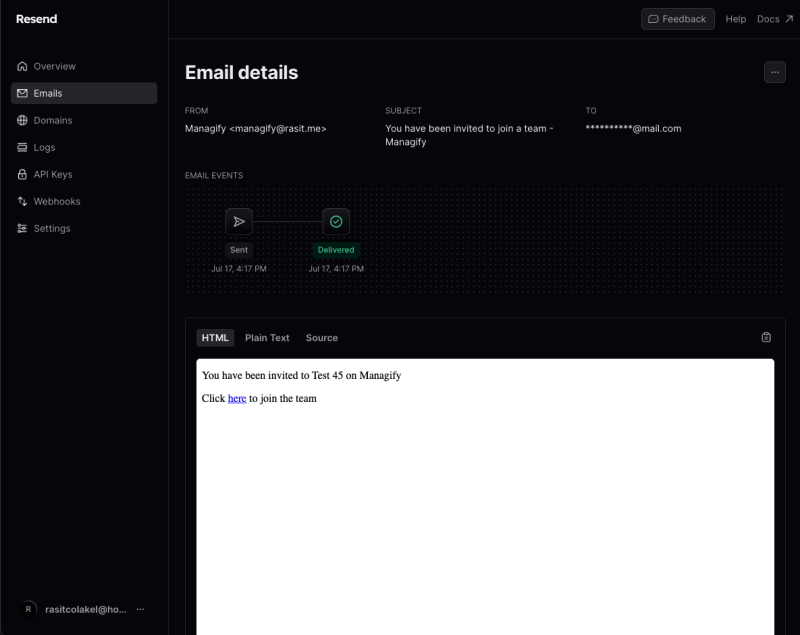 Resend
Feedback
Help
Docs
Overview
Emails
Domains
Logs
API Keys
Webhooks
Settings
Email details
FROM
Managify <managify@rasit.me>
SUBJECT
You have been invited to join a team -
Managify
TO
**********@mail.com
EMAIL EVENTS
Sent
Delivered
Jul 17, 4:17 PM
Jul 17, 4:17 PM
HTML
Plain Text
Source
You have been invited to Test 45 on Managify
Click here to join the team
R
rasitcolakel@ho...